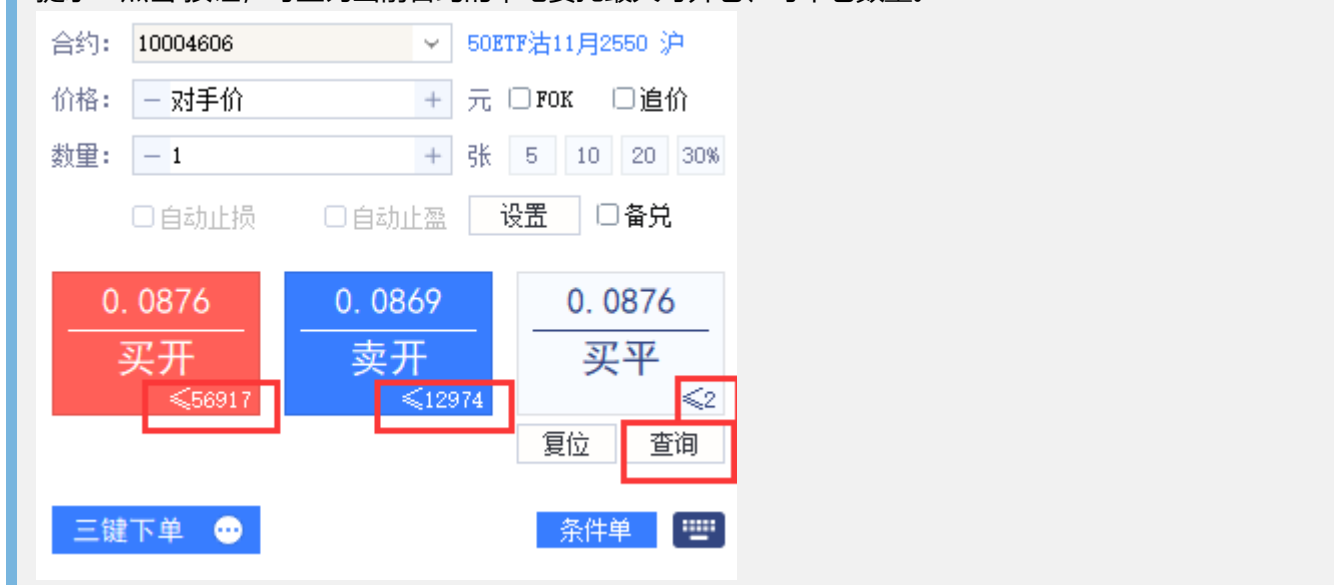 合约： 10004606 50ETF沽11月2550 沪
价格： － 对手价 ＋ 元 FOK 追价
数量： － 1 ＋ 张 5 10 20 30%
自动止损 自动止盈 设置 备兑
0.0876 0.0869 0.0876
买开 卖开 买平
≤56917 ≤12974 ≤2
复位 查询
三键下单 条件单